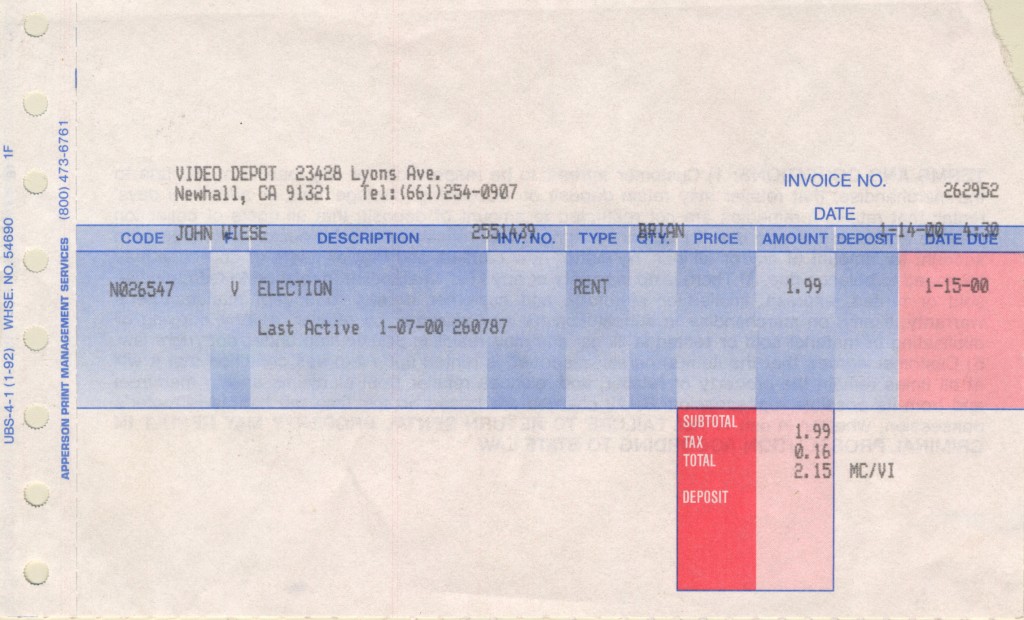 VIDEO DEPOT 23428 Lyons Ave.
Newhall, CA 91321 Tel:(661)254-0907
INVOICE NO.
262952
DATE
JOHN WIESE 2551439 BRIAN 1-14-00 4:30
CODE DESCRIPTION INV. NO. TYPE QTY. PRICE AMOUNT DEPOSIT DATE DUE
N026547 V ELECTION RENT 1.99 1-15-00
Last Active 1-07-00 260787
SUBTOTAL 1.99
TAX 0.16
TOTAL 2.15 MC/VI
DEPOSIT
UBS-4-1 (1-92) WHSE. NO. 54690 1F
APPERSON PRINT MANAGEMENT SERVICES (800) 473-6761